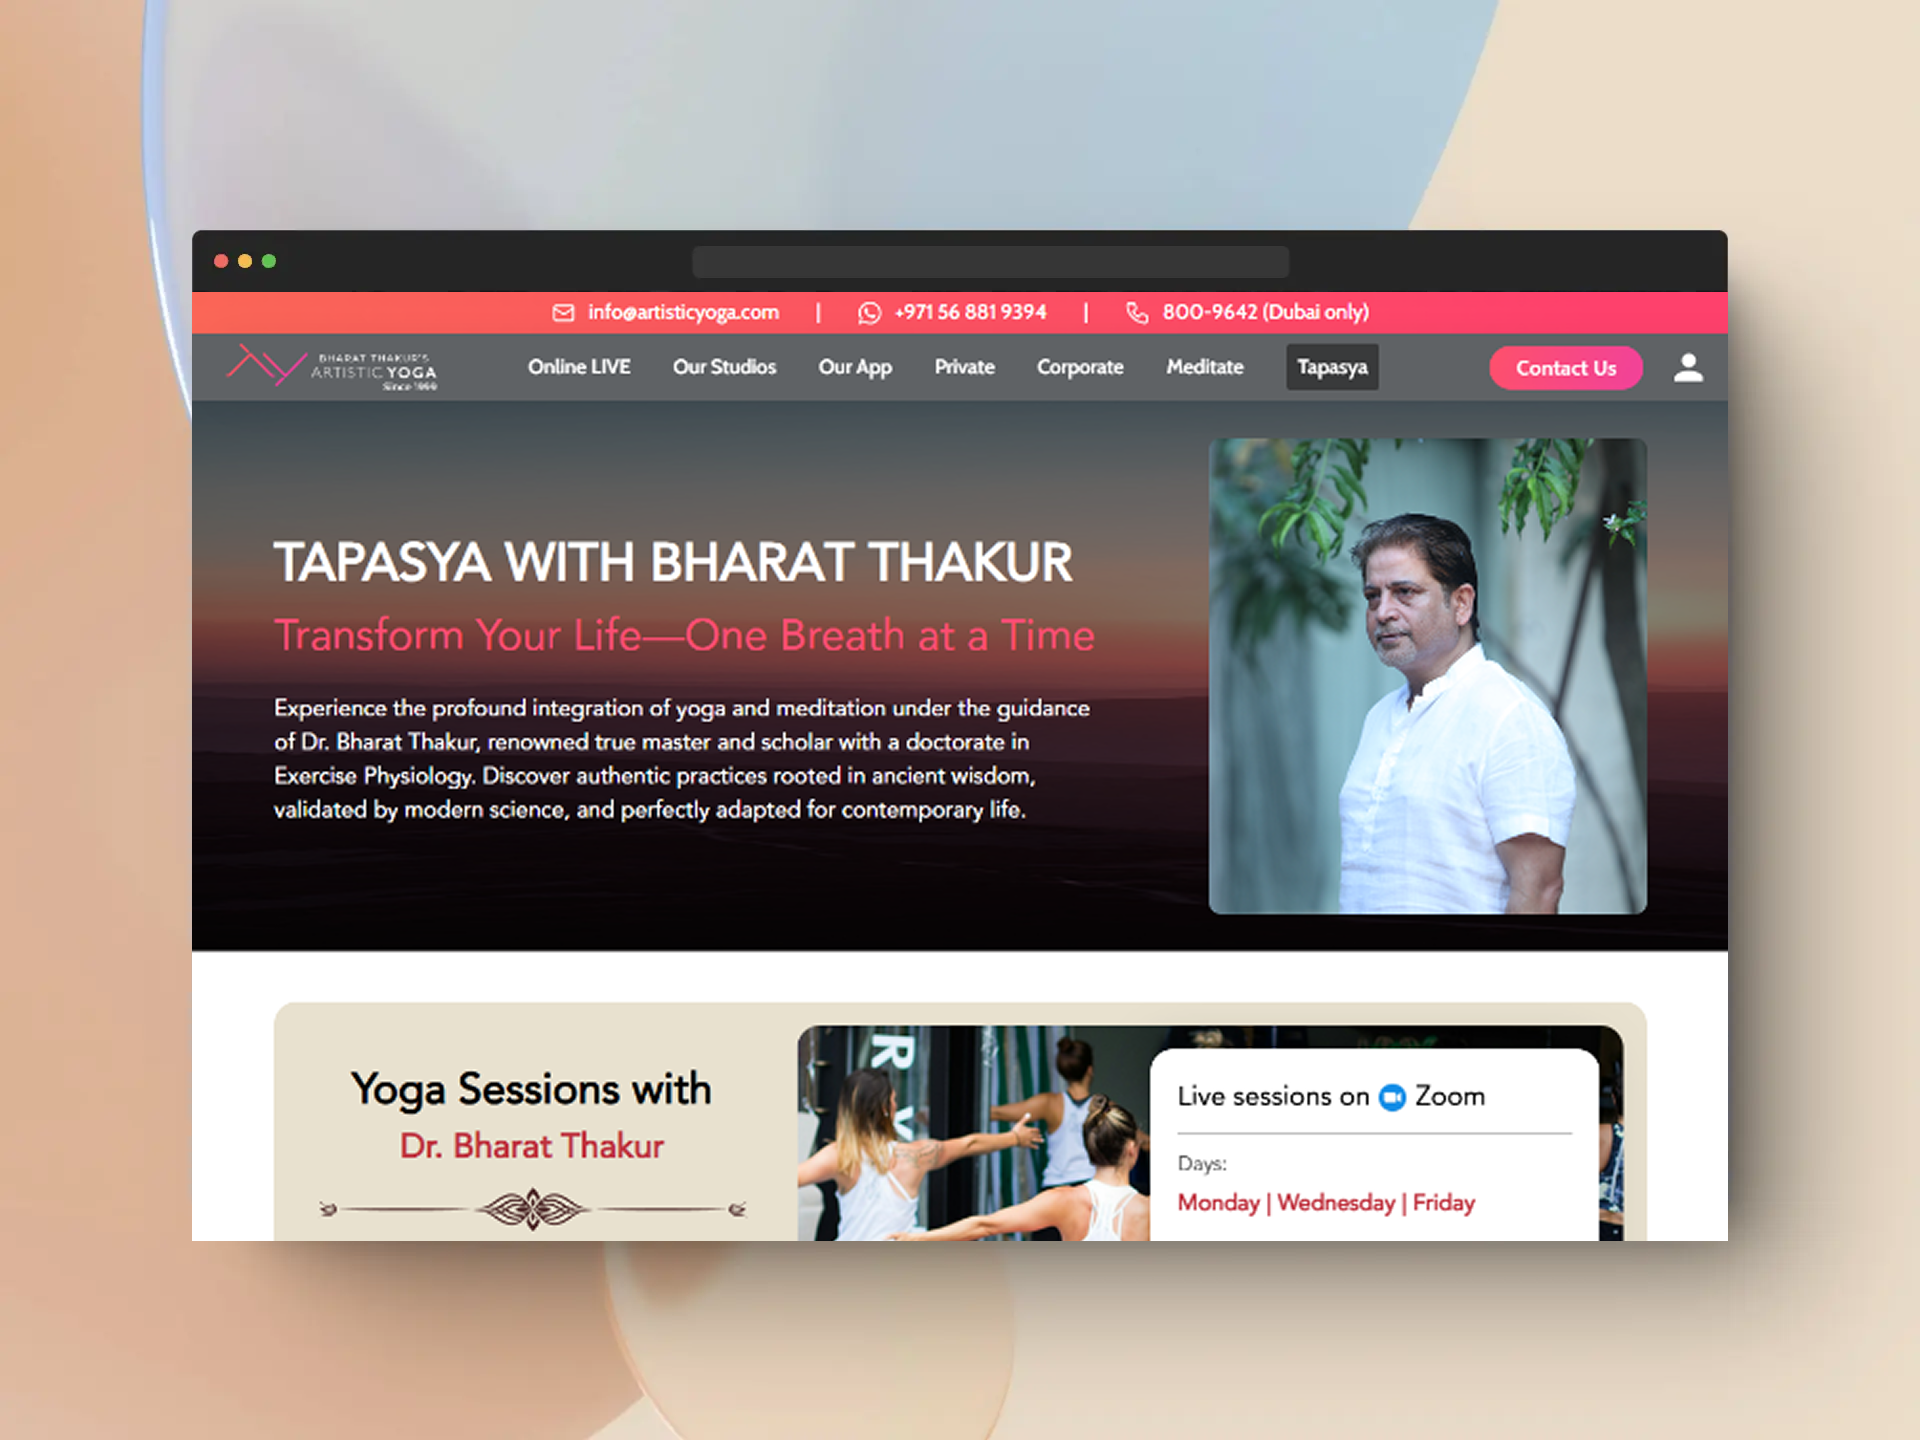 info@artisticyoga.com | +971 56 881 9394 | 800-9642 (Dubai only)
BHARAT THAKUR'S
ARTISTIC YOGA
Since 1999
Online LIVE Our Studios Our App Private Corporate Meditate Tapasya Contact Us
TAPASYA WITH BHARAT THAKUR
Transform Your Life—One Breath at a Time
Experience the profound integration of yoga and meditation under the guidance
of Dr. Bharat Thakur, renowned true master and scholar with a doctorate in
Exercise Physiology. Discover authentic practices rooted in ancient wisdom,
validated by modern science, and perfectly adapted for contemporary life.
Yoga Sessions with
Dr. Bharat Thakur
R
Live sessions on Zoom
Days:
Monday | Wednesday | Friday